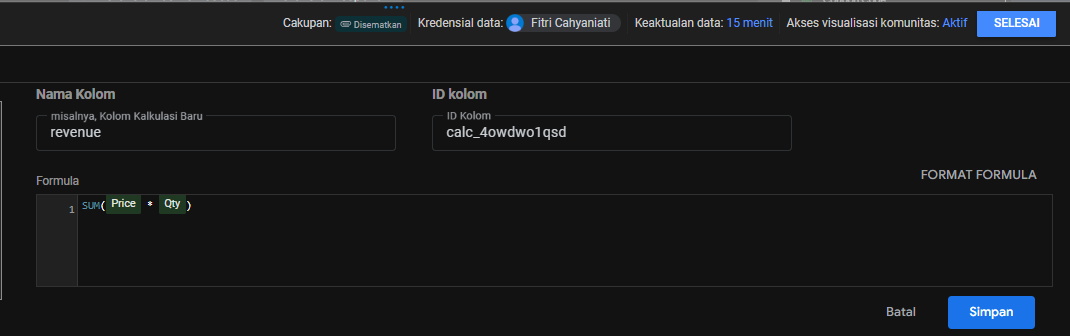 Cakupan: Disematkan Kredensial data: Fitri Cahyaniati Keaktualan data: 15 menit Akses visualisasi komunitas: Aktif SELESAI
Nama Kolom ID kolom
misalnya, Kolom Kalkulasi Baru ID Kolom
revenue calc_4owdwo1qsd
FORMAT FORMULA
Formula
1 SUM( Price * Qty )
Batal Simpan